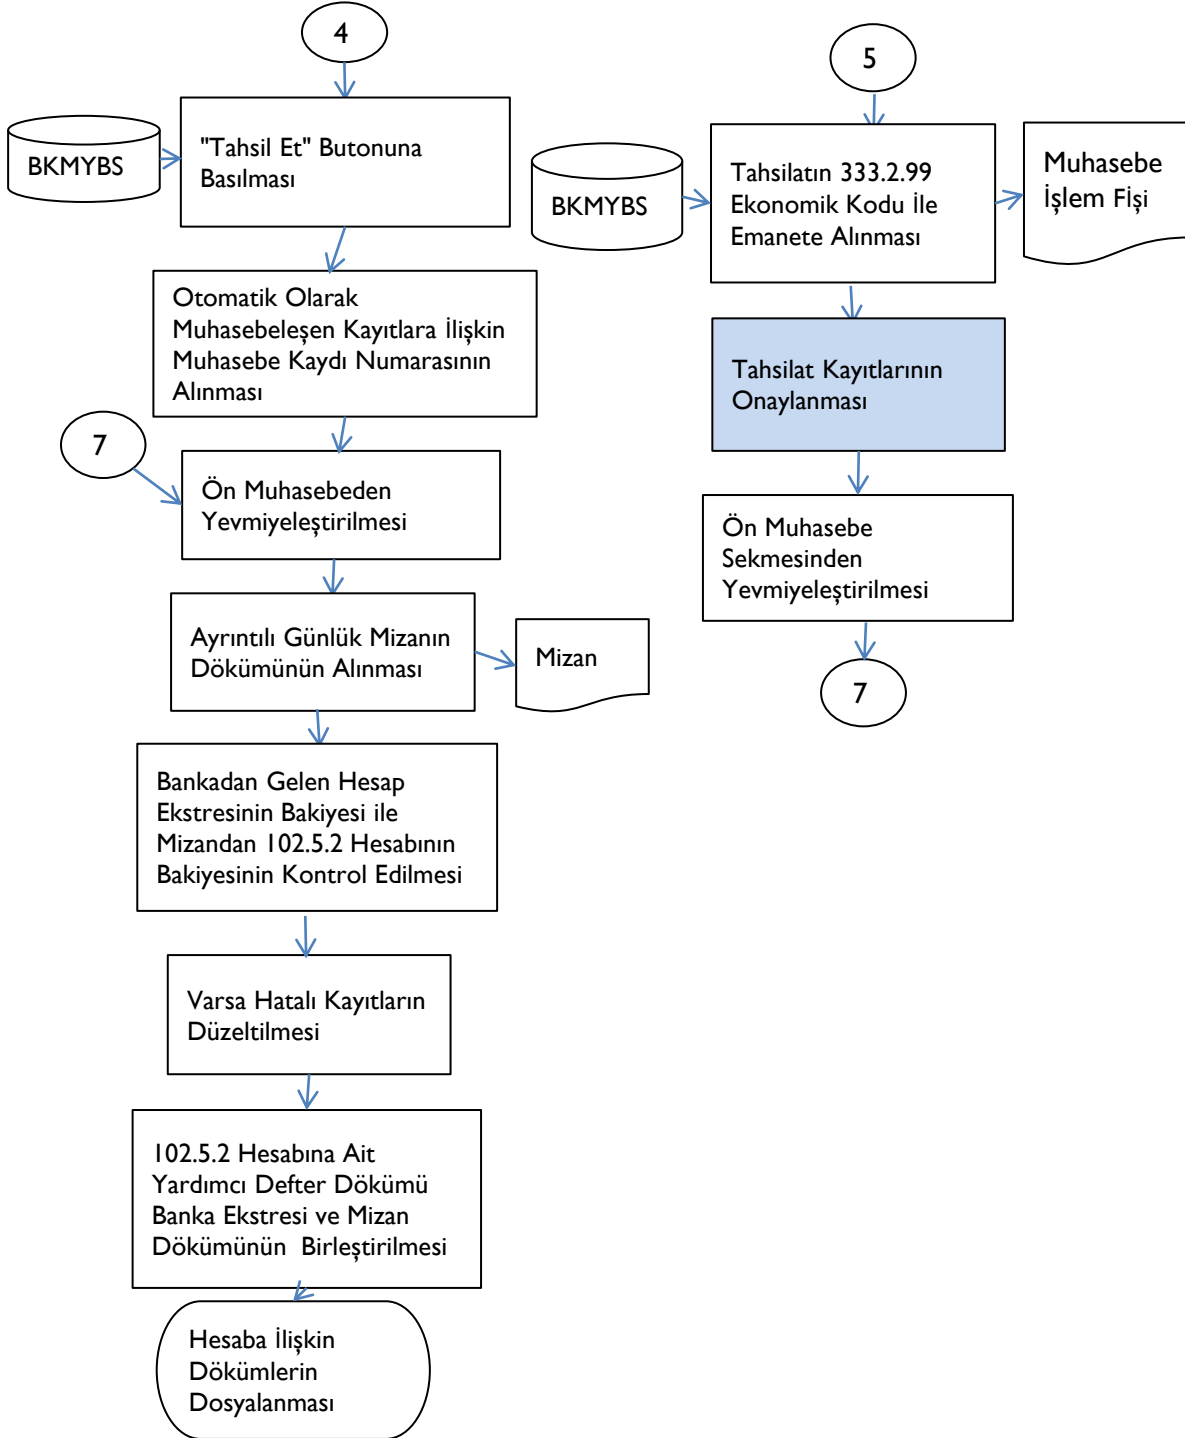 4
BKMYBS
"Tahsil Et" Butonuna
Basılması
Otomatik Olarak
Muhasebeleşen Kayıtlara İlişkin
Muhasebe Kaydı Numarasının
Alınması
7
Ön Muhasebeden
Yevmiyeleştirilmesi
Ayrıntılı Günlük Mizanın
Dökümünün Alınması
Mizan
Bankadan Gelen Hesap
Ekstresinin Bakiyesi ile
Mizandan 102.5.2 Hesabının
Bakiyesinin Kontrol Edilmesi
Varsa Hatalı Kayıtların
Düzeltilmesi
102.5.2 Hesabına Ait
Yardımcı Defter Dökümü
Banka Ekstresi ve Mizan
Dökümünün Birleştirilmesi
Hesaba İlişkin
Dökümlerin
Dosyalanması
5
BKMYBS
Tahsilatın 333.2.99
Ekonomik Kodu İle
Emanete Alınması
Muhasebe
İşlem Fİşi
Tahsilat Kayıtlarının
Onaylanması
Ön Muhasebe
Sekmesinden
Yevmiyeleştirilmesi
7